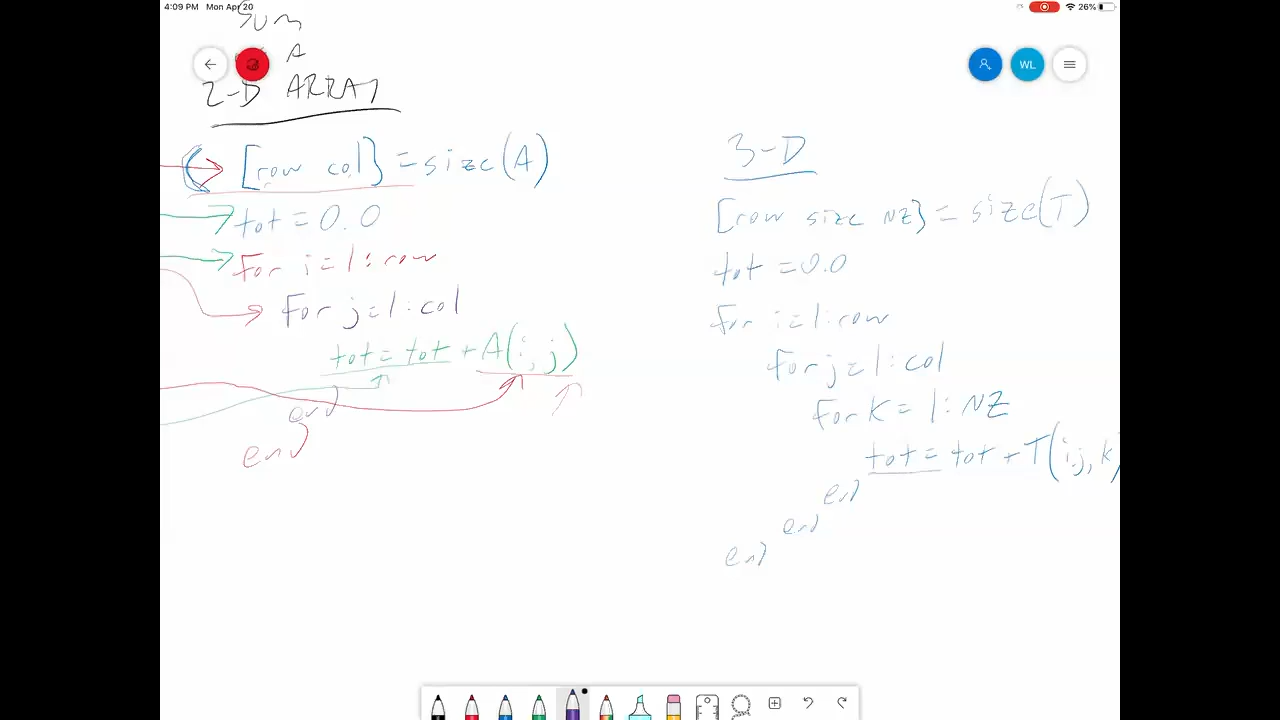 4:09 PM Mon Apr 20
26%
Sum
A
2-D ARRAY
WL
[row col] = size(A)
tot = 0.0
for i=1:row
for j=1:col
tot = tot + A(i,j)
end
end
3-D
[row size NZ] = size(T)
tot = 0.0
for i=1:row
for j=1:col
for k=1:NZ
tot = tot + T(i,j,k)
end
end
end